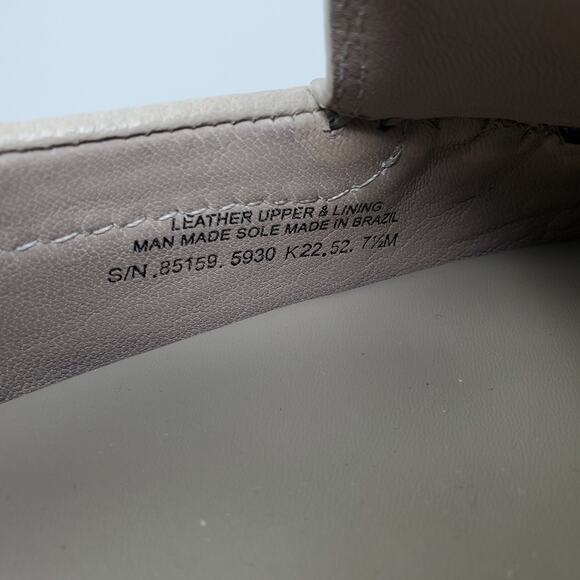 LEATHER UPPER & LINING
MAN MADE SOLE MADE IN BRAZIL
S/N.85159.5930 K22.52. 7½M